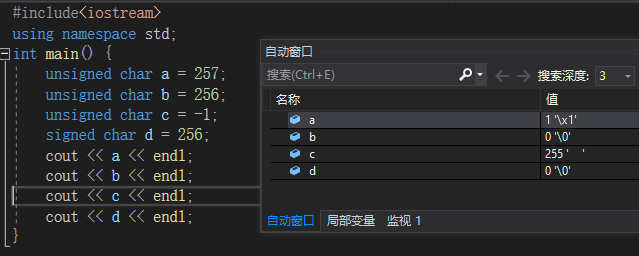 #include<iostream>
using namespace std;
int main() {
unsigned char a = 257;
unsigned char b = 256;
unsigned char c = -1;
signed char d = 256;
cout << a << endl;
cout << b << endl;
cout << c << endl;
cout << d << endl;
}
自动窗口
搜索(Ctrl+E)
搜索深度: 3
名称 值
a 1 '\x1'
b 0 '\0'
c 255 ' '
d 0 '\0'
自动窗口 局部变量 监视 1